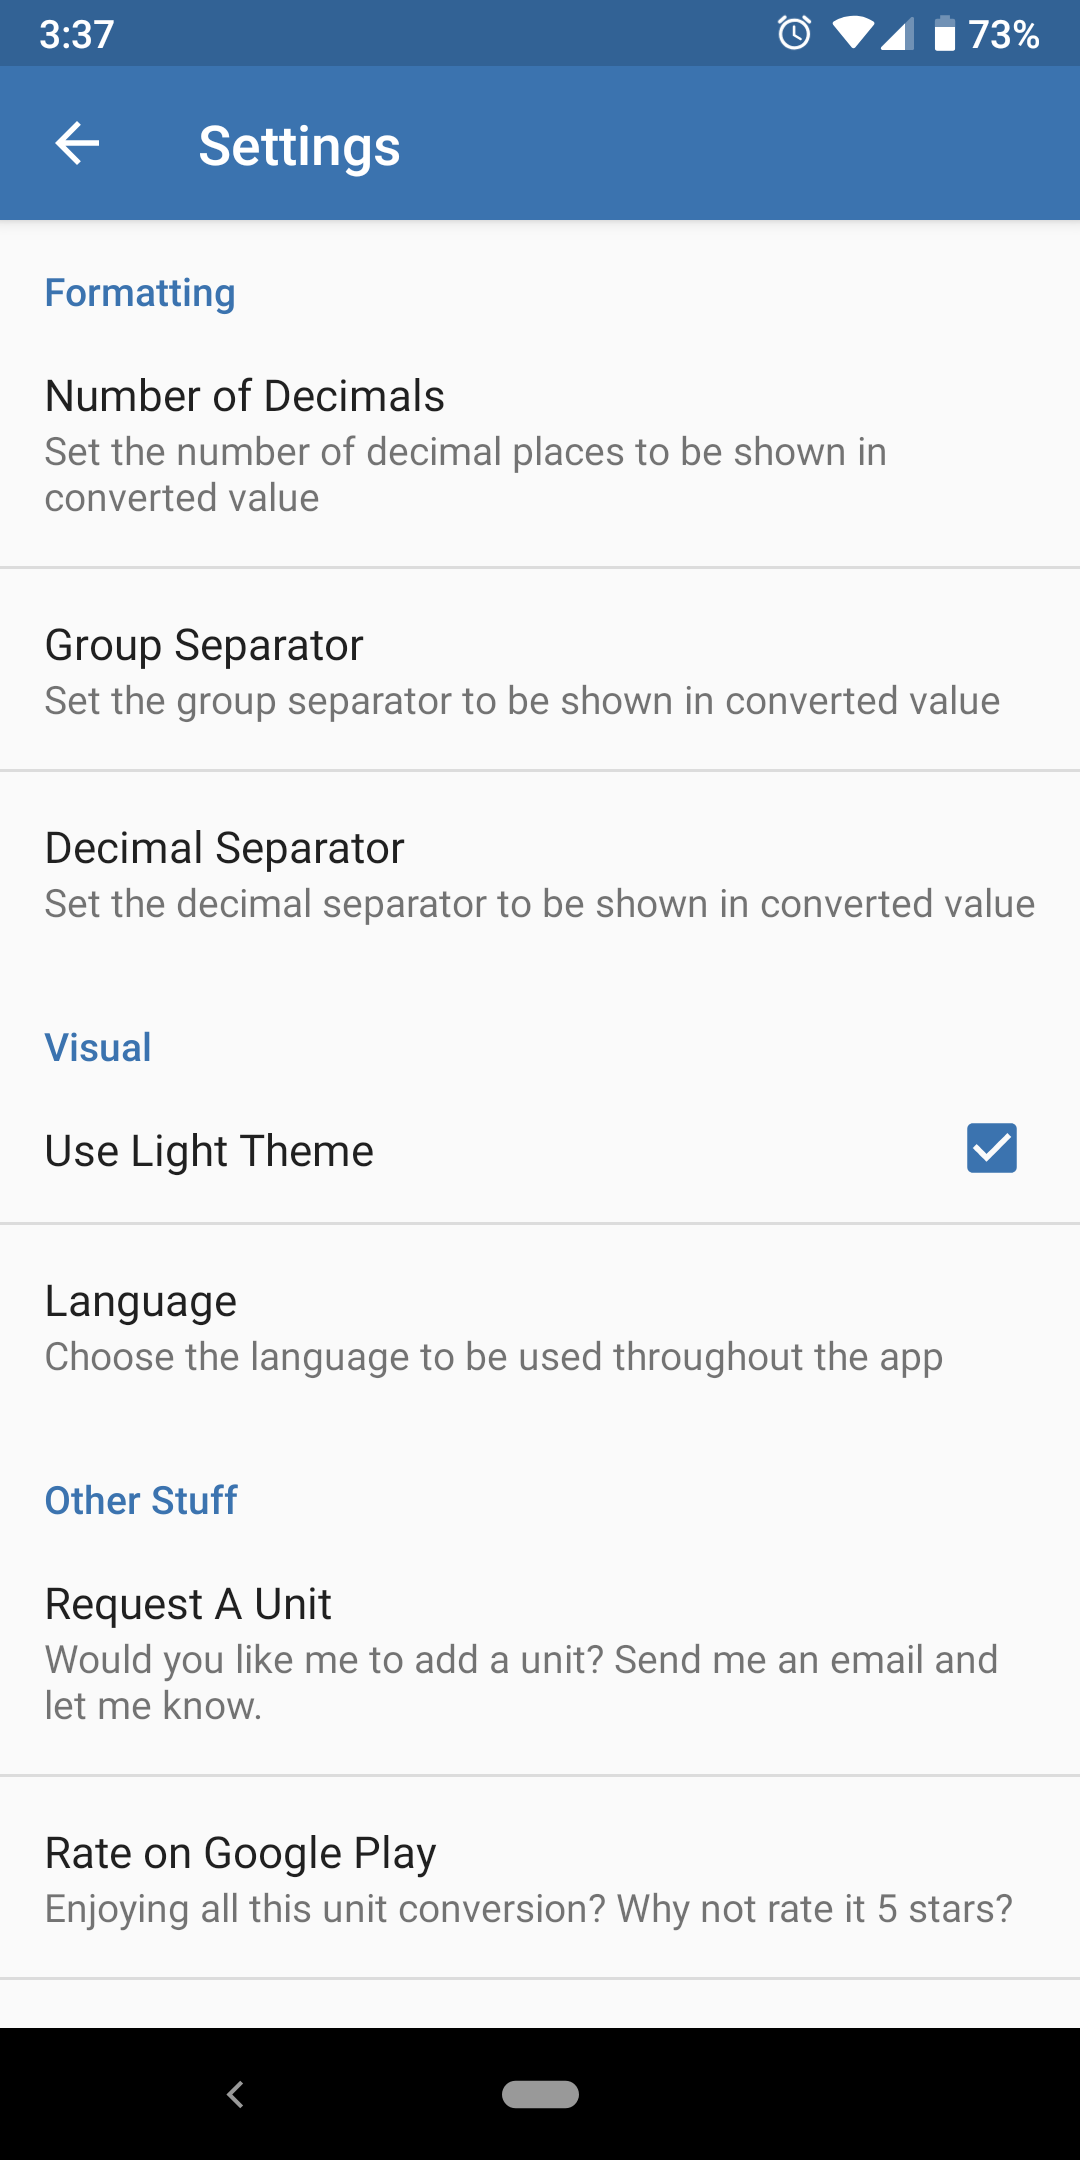 3:37
73%
Settings
Formatting
Number of Decimals
Set the number of decimal places to be shown in
converted value
Group Separator
Set the group separator to be shown in converted value
Decimal Separator
Set the decimal separator to be shown in converted value
Visual
Use Light Theme
Language
Choose the language to be used throughout the app
Other Stuff
Request A Unit
Would you like me to add a unit? Send me an email and
let me know.
Rate on Google Play
Enjoying all this unit conversion? Why not rate it 5 stars?